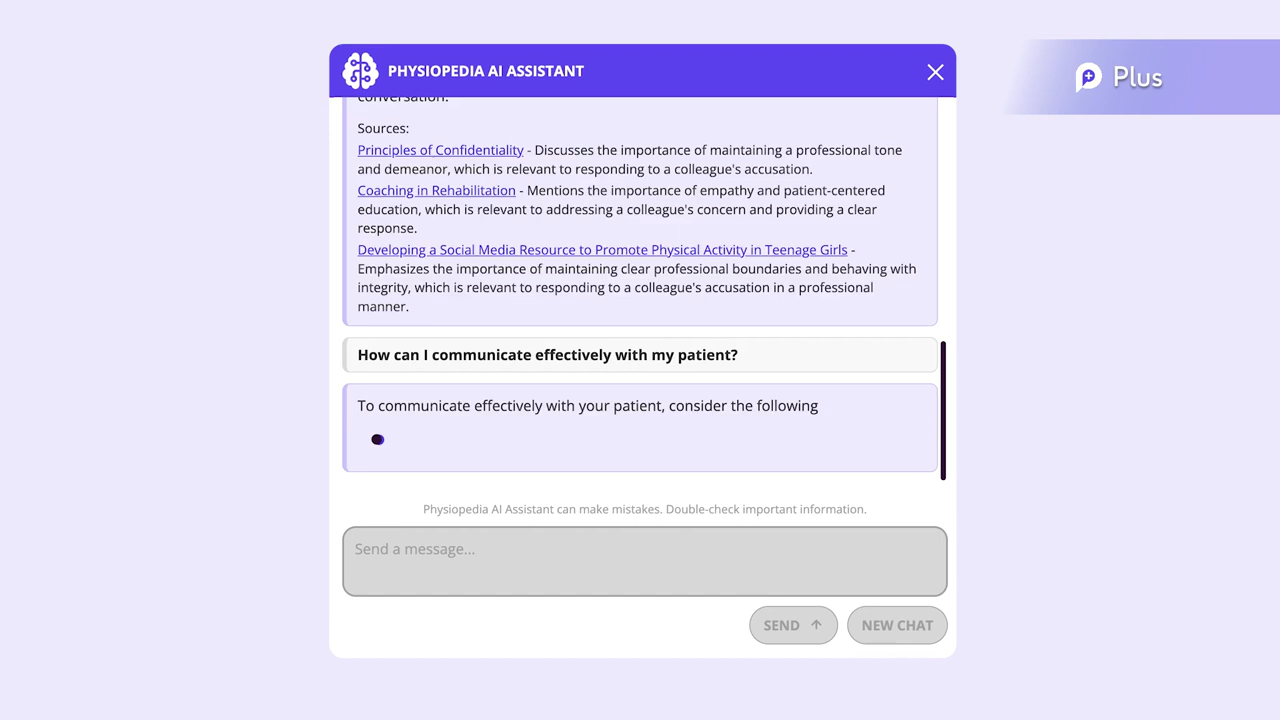 PHYSIOPEDIA AI ASSISTANT
Plus
conversation.
Sources:
Principles of Confidentiality - Discusses the importance of maintaining a professional tone
and demeanor, which is relevant to responding to a colleague's accusation.
Coaching in Rehabilitation - Mentions the importance of empathy and patient-centered
education, which is relevant to addressing a colleague's concern and providing a clear
response.
Developing a Social Media Resource to Promote Physical Activity in Teenage Girls -
Emphasizes the importance of maintaining clear professional boundaries and behaving with
integrity, which is relevant to responding to a colleague's accusation in a professional
manner.
How can I communicate effectively with my patient?
To communicate effectively with your patient, consider the following
Physiopedia AI Assistant can make mistakes. Double-check important information.
Send a message...
SEND
NEW CHAT